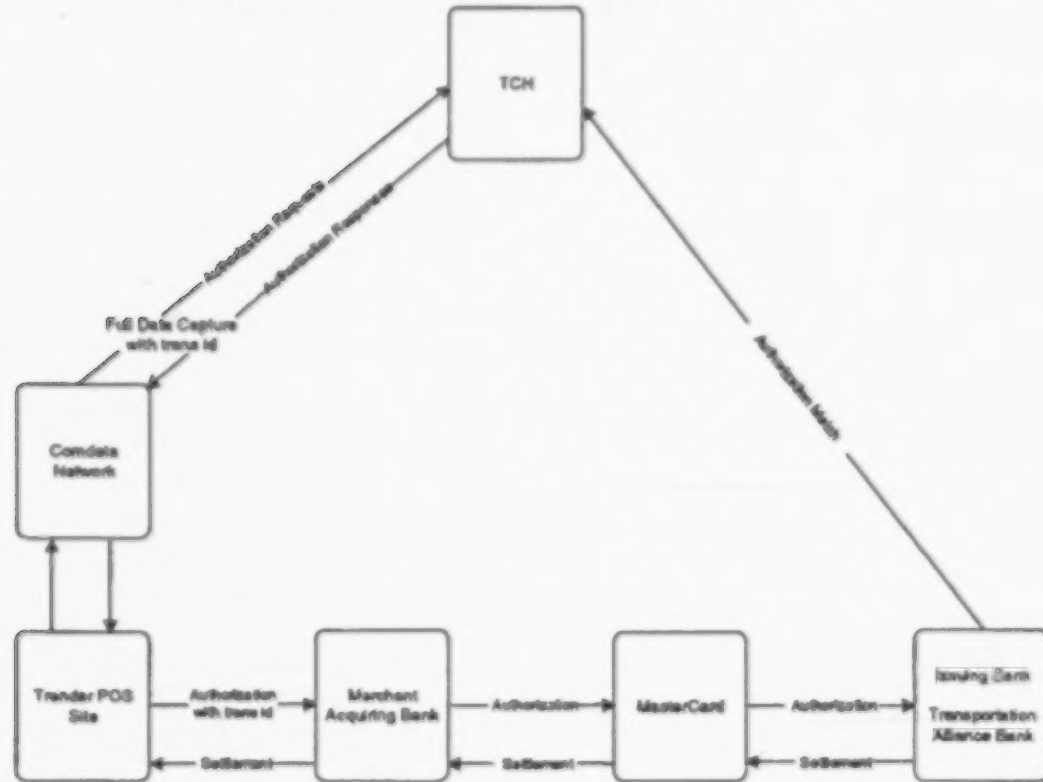 TCH
Authorization Requests
Authorization Response
Full Data Capture
with trans id
Authorization Match
Comdata
Network
Trendar POS
Site
Authorization
with trans id
Settlement
Merchant
Acquiring Bank
Authorization
Settlement
MasterCard
Authorization
Settlement
Issuing Bank
Transportation
Alliance Bank